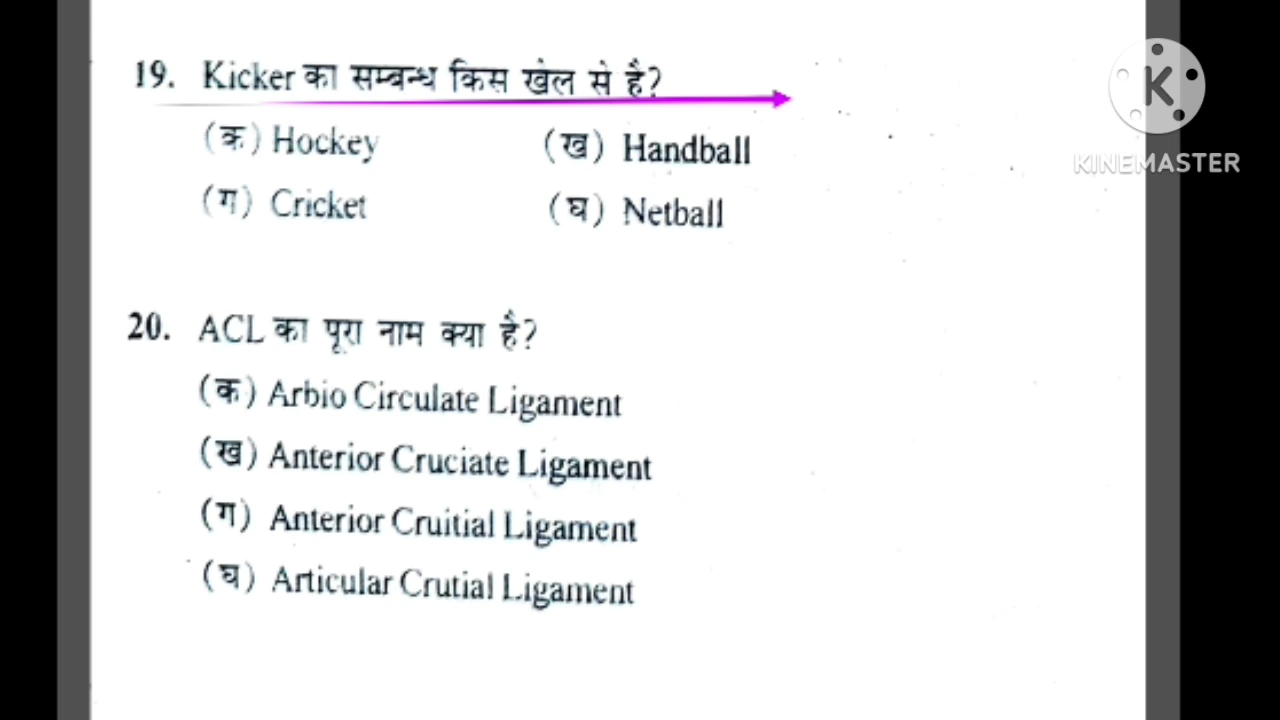 19. Kicker का सम्बन्ध किस खेल से है?
(क) Hockey (ख) Handball
(ग) Cricket (घ) Netball
K
KINEMASTER
20. ACL का पूरा नाम क्या है?
(क) Arbio Circulate Ligament
(ख) Anterior Cruciate Ligament
(ग) Anterior Cruitial Ligament
(घ) Articular Crutial Ligament